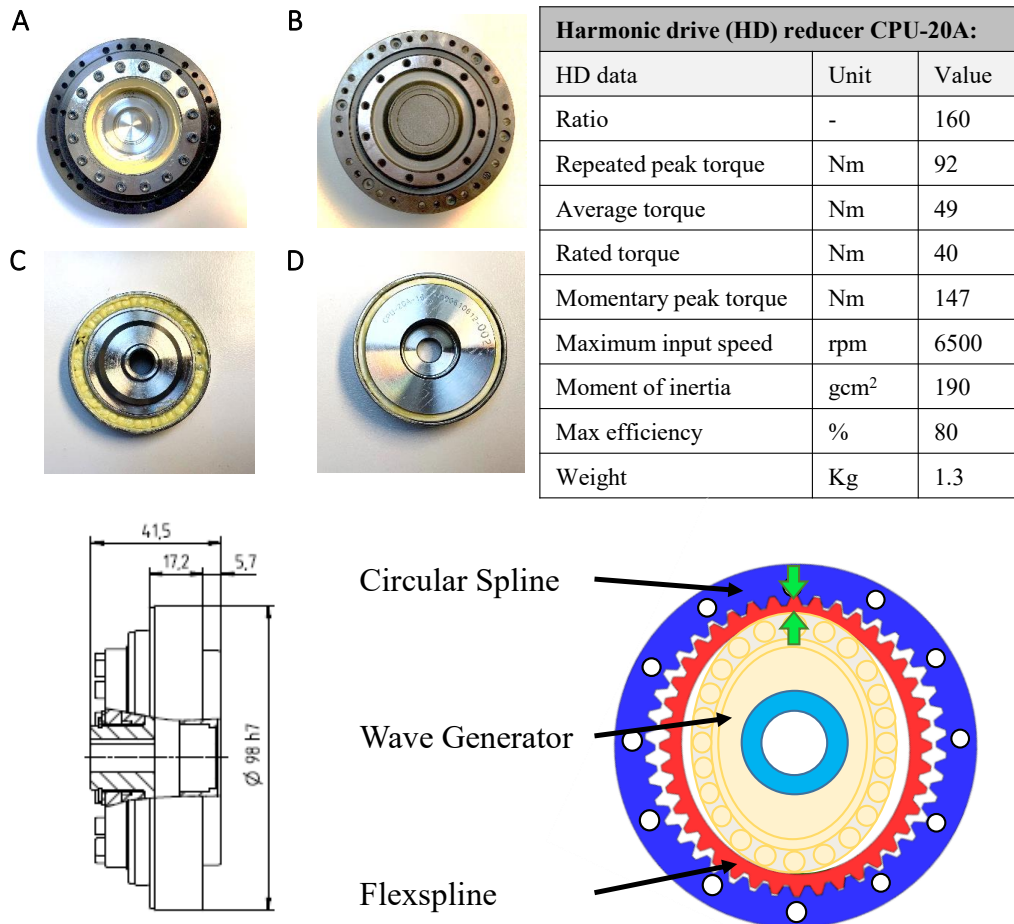 A
B
C
D
Harmonic drive (HD) reducer CPU-20A:
HD data Unit Value
Ratio - 160
Repeated peak torque Nm 92
Average torque Nm 49
Rated torque Nm 40
Momentary peak torque Nm 147
Maximum input speed rpm 6500
Moment of inertia gcm² 190
Max efficiency % 80
Weight Kg 1.3
41,5
17,2 5,7
Ø 98 h7
Circular Spline
Wave Generator
Flexspline